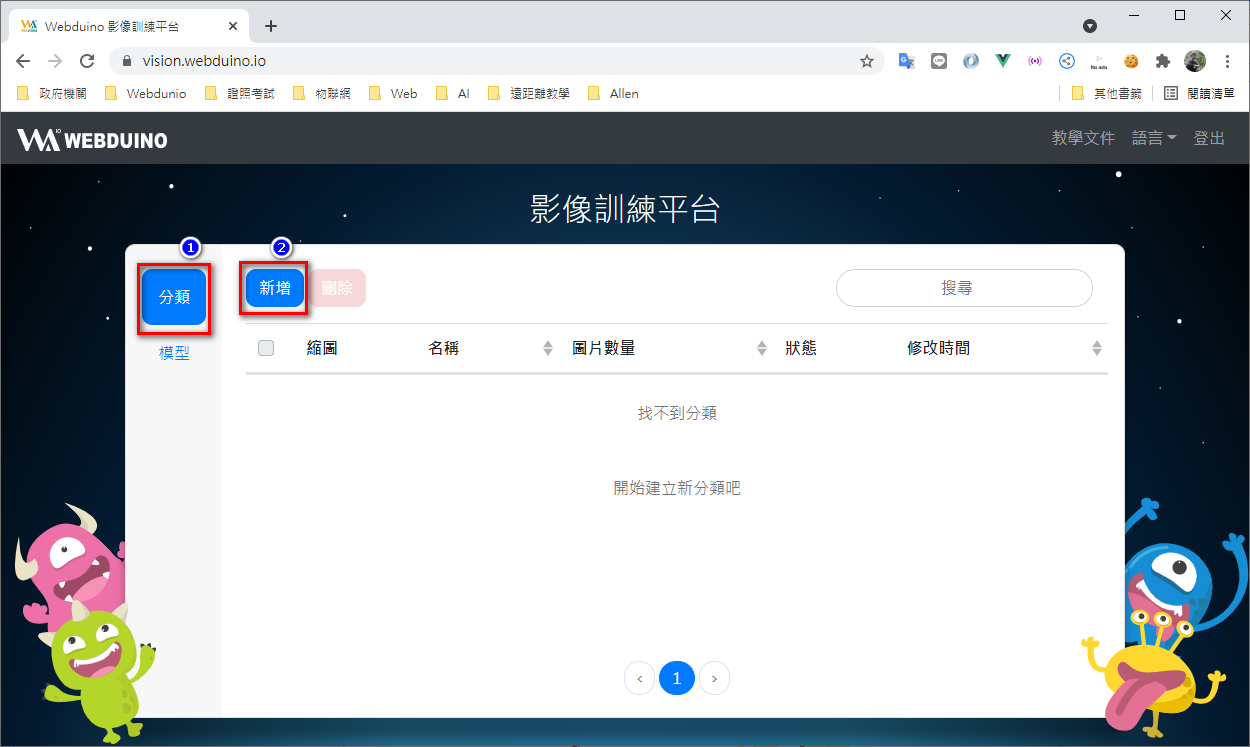 Webduino 影像訓練平台
vision.webduino.io
No ads
政府機關 Webdunio 證照考試 物聯網 Web AI 遠距離教學 Allen 其他書籤 閱讀清單
WEBDUINO 教學文件 語言 登出
影像訓練平台
1 2
分類 新增 刪除 搜尋
模型 縮圖 名稱 圖片數量 狀態 修改時間
找不到分類
開始建立新分類吧
‹ 1 ›